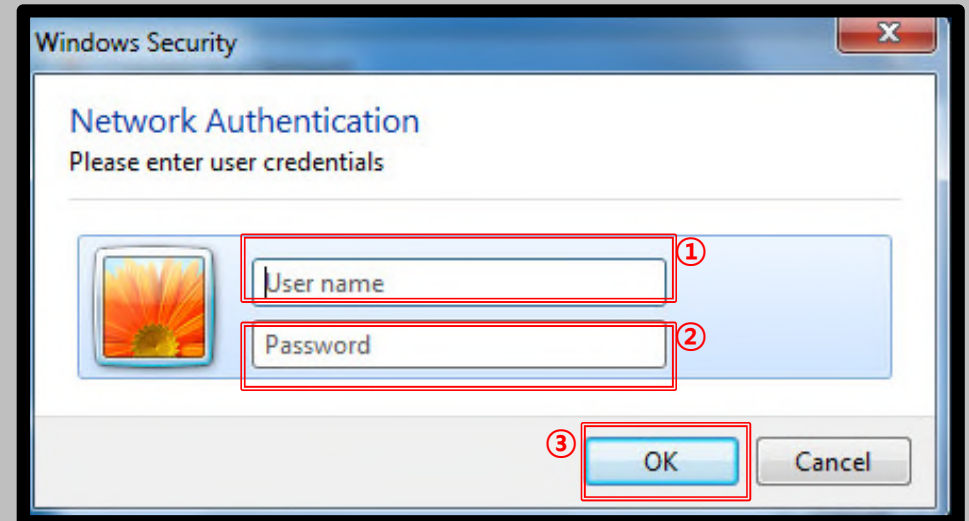 Windows Security
x
Network Authentication
Please enter user credentials
①
User name
②
Password
③
OK
Cancel